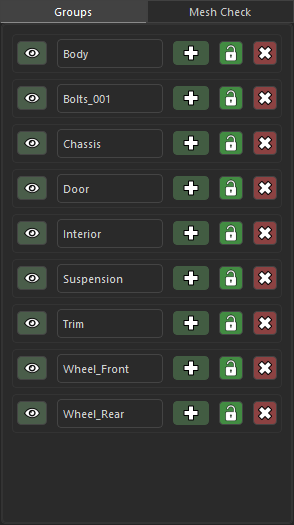 Groups
Mesh Check
Body
Bolts_001
Chassis
Door
Interior
Suspension
Trim
Wheel_Front
Wheel_Rear